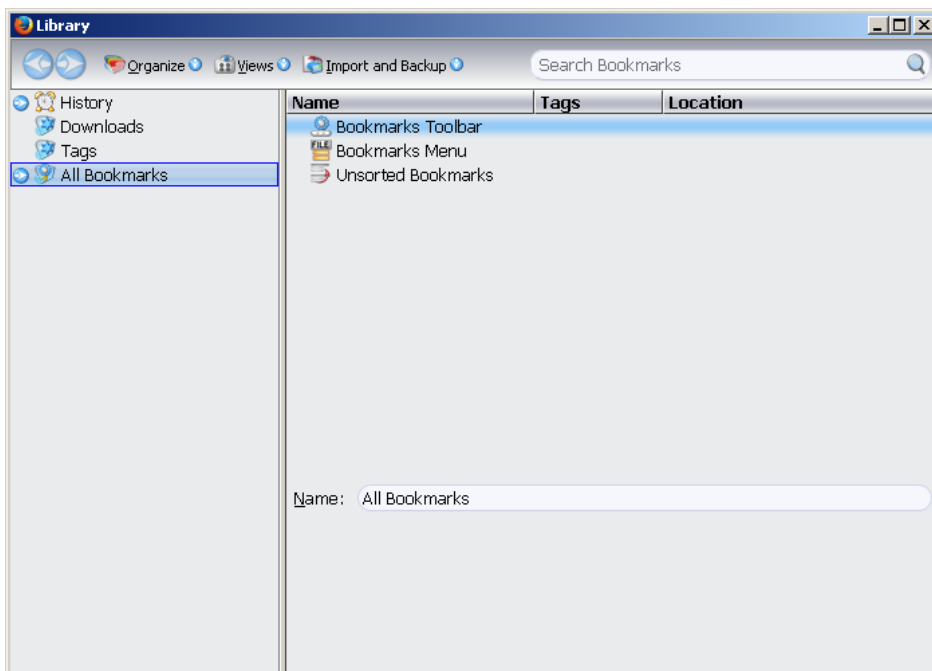 Library
Organize Views Import and Backup Search Bookmarks
History
Downloads
Tags
All Bookmarks
Name Tags Location
Bookmarks Toolbar
FILE Bookmarks Menu
Unsorted Bookmarks
Name: All Bookmarks